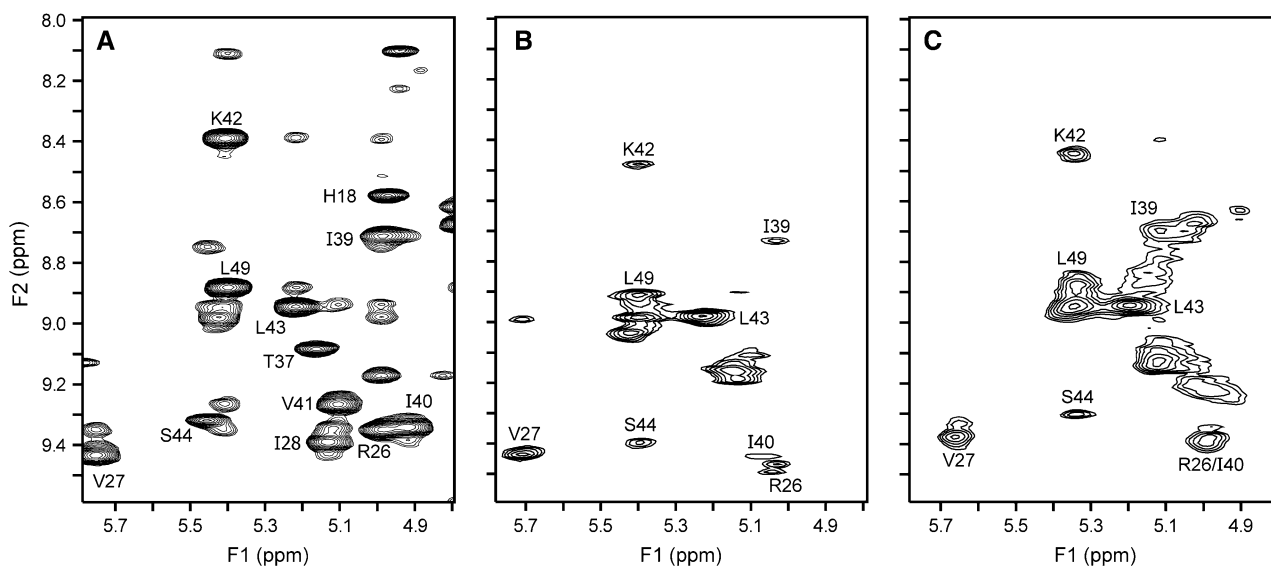 A
8.0
8.2
8.4
8.6
8.8
9.0
9.2
9.4
F2 (ppm)
K42
H18
I39
L49
L43
T37
V41
I40
S44
I28
R26
V27
5.7
5.5
5.3
5.1
4.9
F1 (ppm)
B
K42
I39
L49
L43
S44
V27
I40
R26
5.7
5.5
5.3
5.1
4.9
F1 (ppm)
C
K42
I39
L49
L43
S44
V27
R26/I40
5.7
5.5
5.3
5.1
4.9
F1 (ppm)